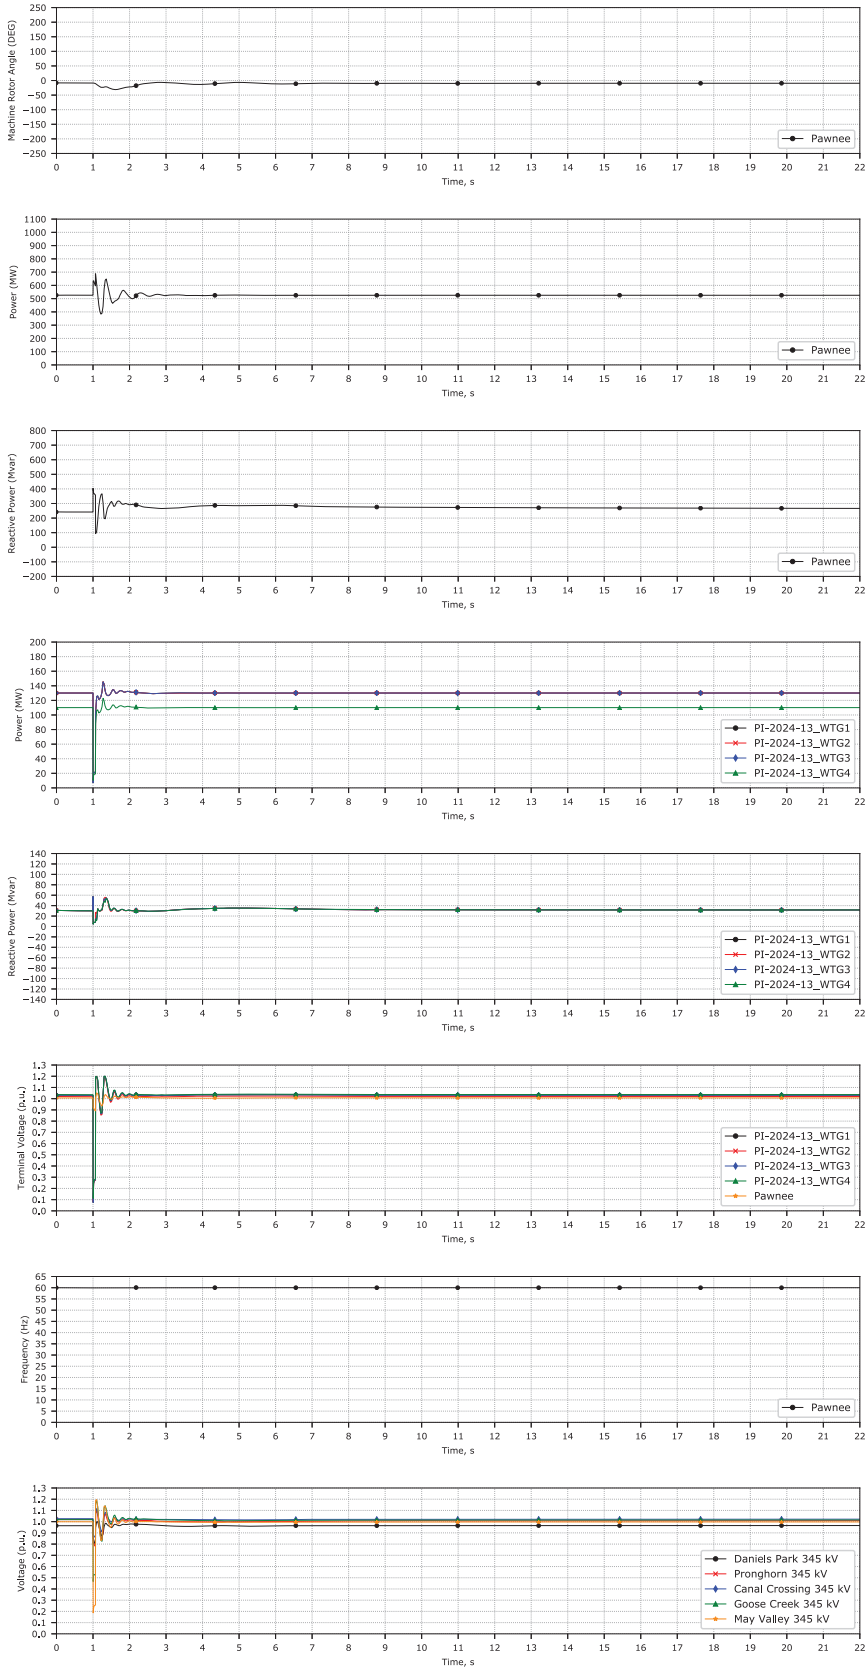 250
200
150
100
50
0
−50
−100
−150
−200
−250
Machine Rotor Angle (DEG)
Pawnee
0 1 2 3 4 5 6 7 8 9 10 11 12 13 14 15 16 17 18 19 20 21 22
Time, s
1100
1000
900
800
700
600
500
400
300
200
100
0
Power (MW)
Pawnee
0 1 2 3 4 5 6 7 8 9 10 11 12 13 14 15 16 17 18 19 20 21 22
Time, s
800
700
600
500
400
300
200
100
0
−100
−200
Reactive Power (Mvar)
Pawnee
0 1 2 3 4 5 6 7 8 9 10 11 12 13 14 15 16 17 18 19 20 21 22
Time, s
200
180
160
140
120
100
80
60
40
20
0
Power (MW)
PI-2024-13_WTG1
PI-2024-13_WTG2
PI-2024-13_WTG3
PI-2024-13_WTG4
0 1 2 3 4 5 6 7 8 9 10 11 12 13 14 15 16 17 18 19 20 21 22
Time, s
140
120
100
80
60
40
20
0
−20
−40
−60
−80
−100
−120
−140
Reactive Power (Mvar)
PI-2024-13_WTG1
PI-2024-13_WTG2
PI-2024-13_WTG3
PI-2024-13_WTG4
0 1 2 3 4 5 6 7 8 9 10 11 12 13 14 15 16 17 18 19 20 21 22
Time, s
1.3
1.2
1.1
1.0
0.9
0.8
0.7
0.6
0.5
0.4
0.3
0.2
0.1
0.0
Terminal Voltage (p.u.)
PI-2024-13_WTG1
PI-2024-13_WTG2
PI-2024-13_WTG3
PI-2024-13_WTG4
Pawnee
0 1 2 3 4 5 6 7 8 9 10 11 12 13 14 15 16 17 18 19 20 21 22
Time, s
65
60
55
50
45
40
35
30
25
20
15
10
5
0
Frequency (Hz)
Pawnee
0 1 2 3 4 5 6 7 8 9 10 11 12 13 14 15 16 17 18 19 20 21 22
Time, s
1.3
1.2
1.1
1.0
0.9
0.8
0.7
0.6
0.5
0.4
0.3
0.2
0.1
0.0
Voltage (p.u.)
Daniels Park 345 kV
Pronghorn 345 kV
Canal Crossing 345 kV
Goose Creek 345 kV
May Valley 345 kV
0 1 2 3 4 5 6 7 8 9 10 11 12 13 14 15 16 17 18 19 20 21 22
Time, s